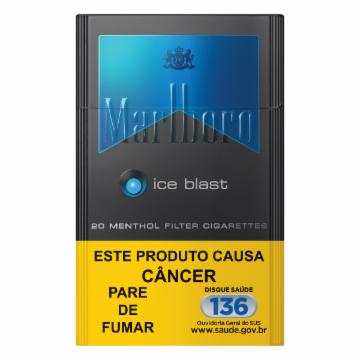 Marlboro
ice blast
20 MENTHOL FILTER CIGARETTES
ESTE PRODUTO CAUSA
CÂNCER
PARE
DE
FUMAR
DISQUE SAÚDE
136
Ouvidoria Geral do SUS
www.saude.gov.br